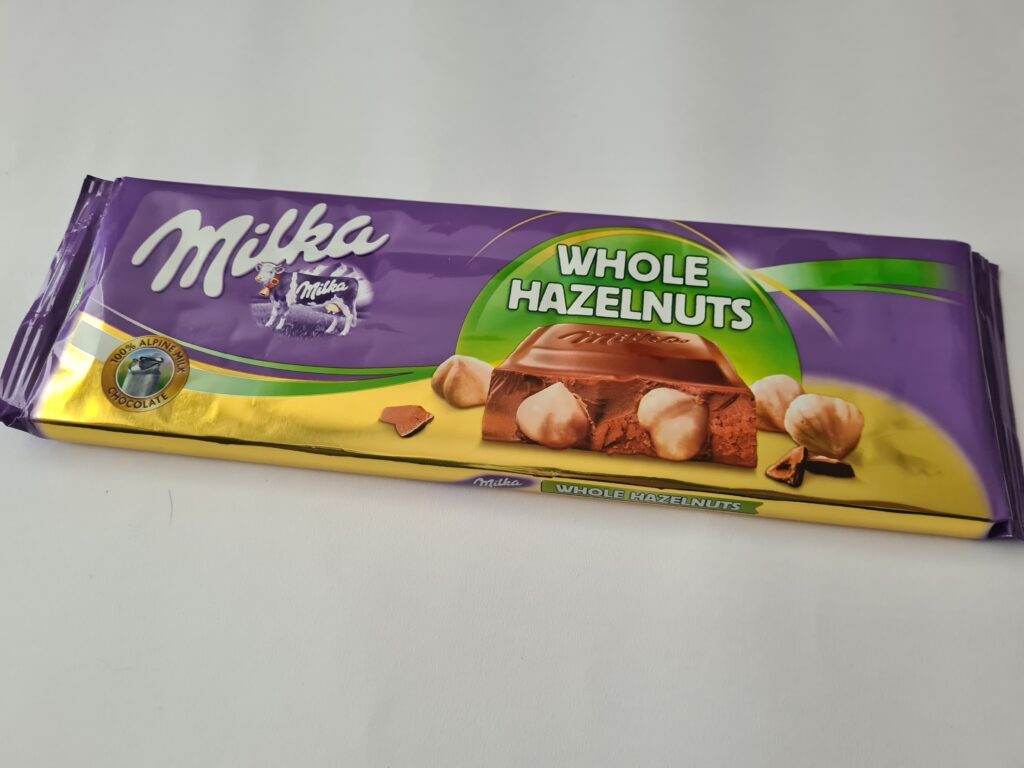 Milka
Milka
WHOLE
HAZELNUTS
Milka
100% ALPINE MILK
CHOCOLATE
Milka
WHOLE HAZELNUTS